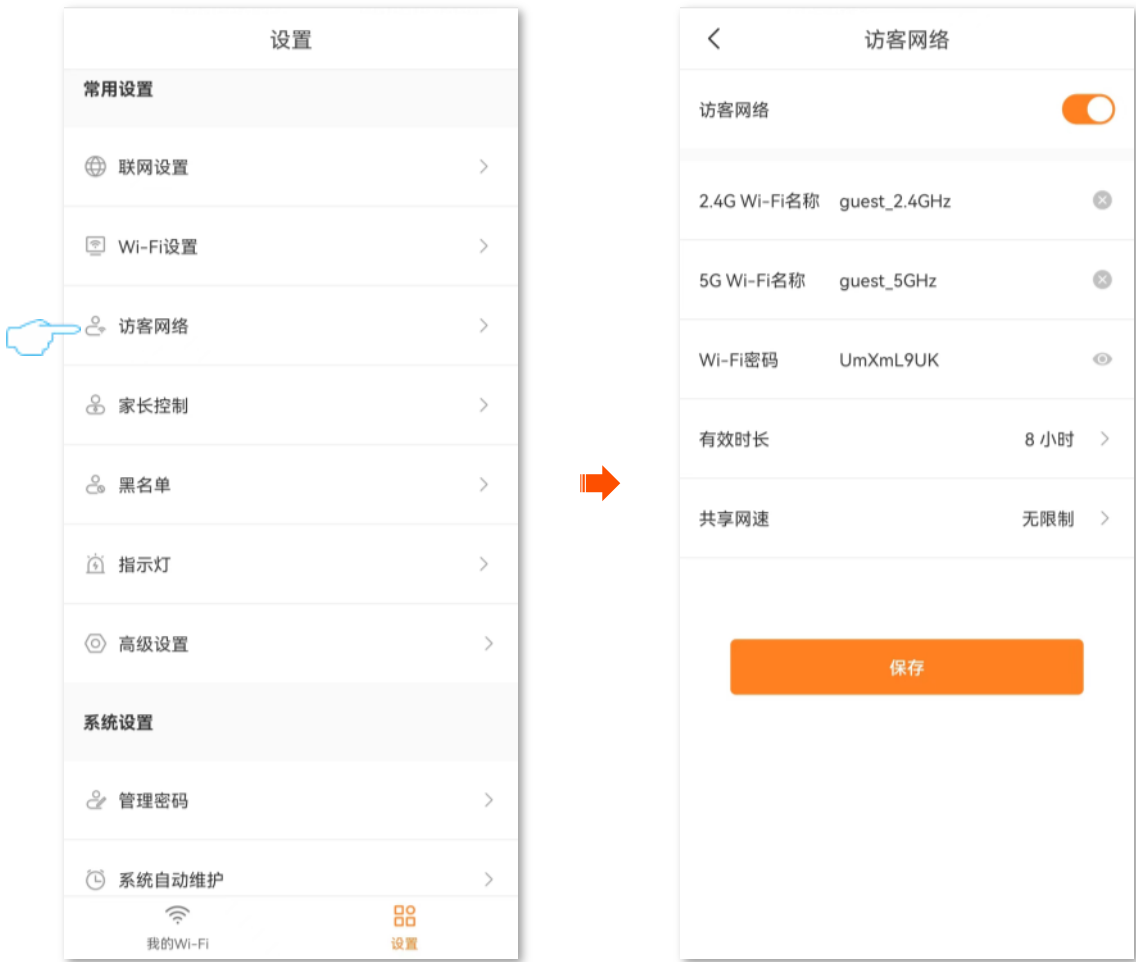 设置
常用设置
联网设置
Wi-Fi设置
访客网络
家长控制
黑名单
指示灯
高级设置
系统设置
管理密码
系统自动维护
我的Wi-Fi
设置
访客网络
访客网络
2.4G Wi-Fi名称 guest_2.4GHz
5G Wi-Fi名称 guest_5GHz
Wi-Fi密码 UmXmL9UK
有效时长 8 小时
共享网速 无限制
保存